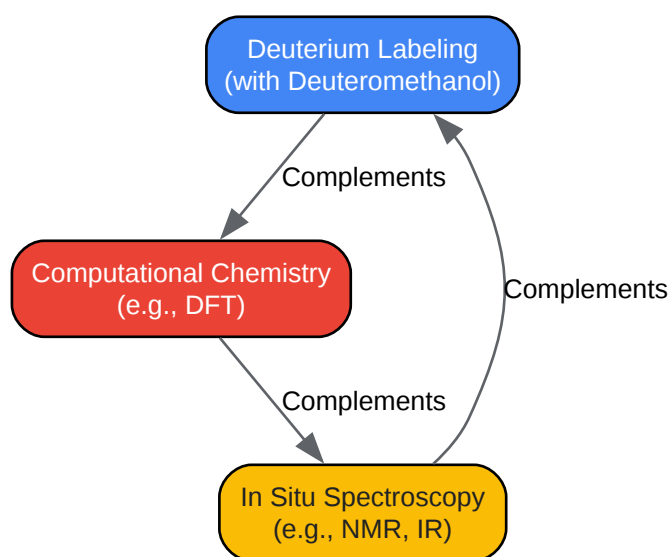 Deuterium Labeling
(with Deuteromethanol)
Complements
Computational Chemistry
(e.g., DFT)
Complements
Complements
In Situ Spectroscopy
(e.g., NMR, IR)